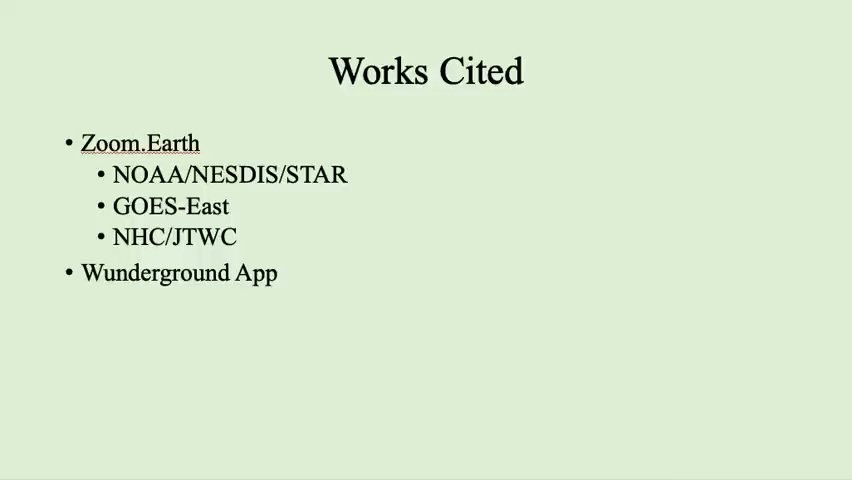 Works Cited
• Zoom.Earth
• NOAA/NESDIS/STAR
• GOES-East
• NHC/JTWC
• Wunderground App